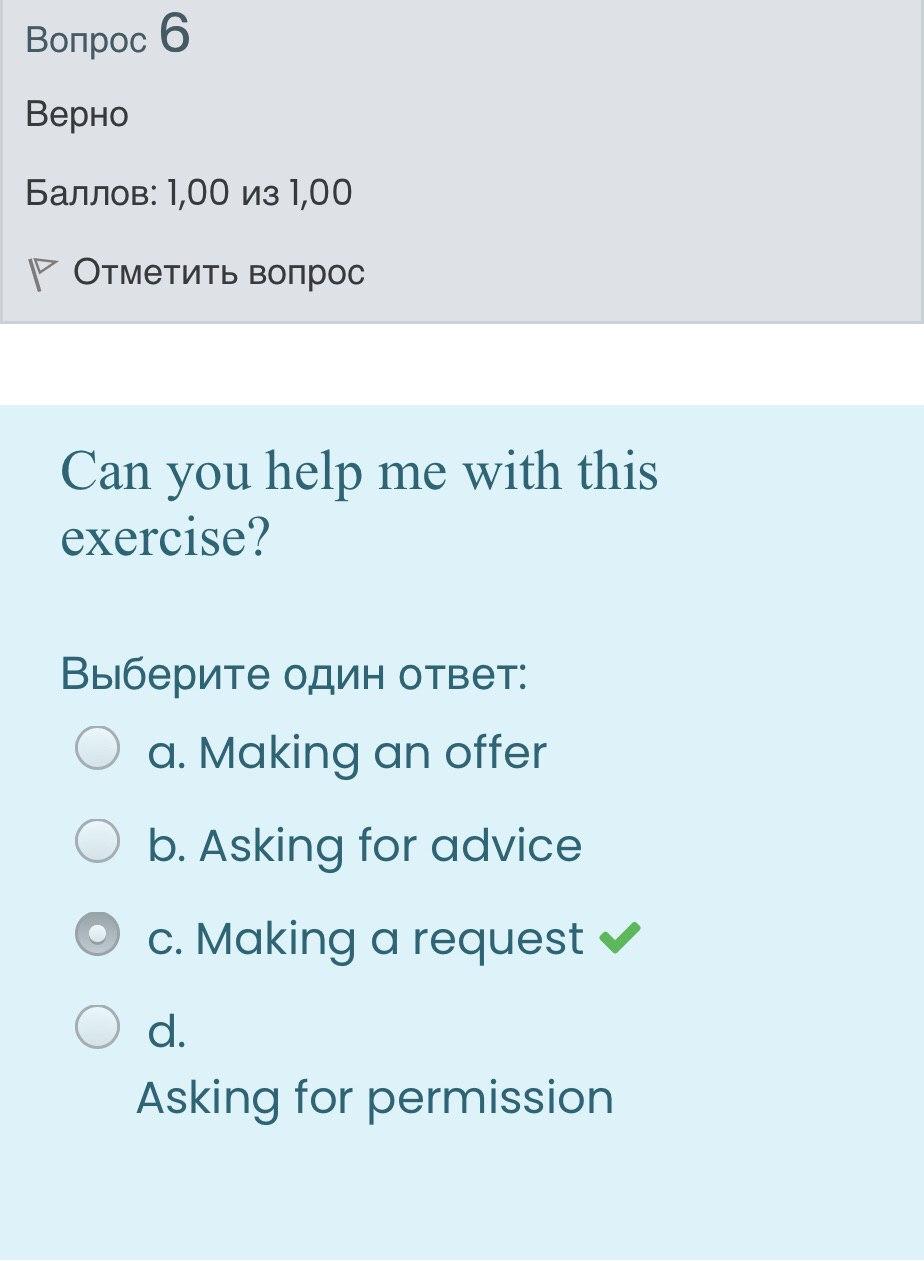 Вопрос 6
Верно
Баллов: 1,00 из 1,00
Отметить вопрос
Can you help me with this
exercise?
Выберите один ответ:
a. Making an offer
b. Asking for advice
c. Making a request
d.
Asking for permission